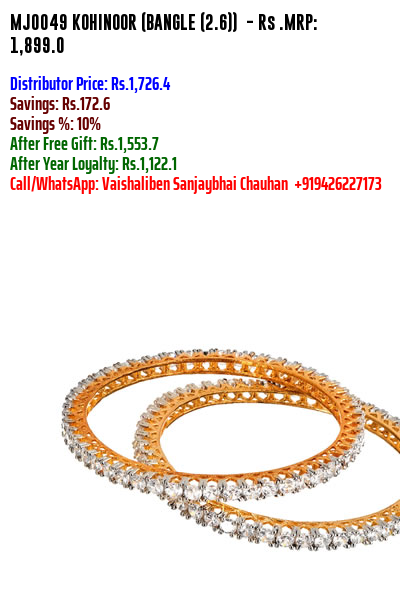 MJ0049 KOHINOOR (BANGLE (2.6)) - Rs .MRP:
1,899.0
Distributor Price: Rs.1,726.4
Savings: Rs.172.6
Savings %: 10%
After Free Gift: Rs.1,553.7
After Year Loyalty: Rs.1,122.1
Call/WhatsApp: Vaishaliben Sanjaybhai Chauhan +919426227173